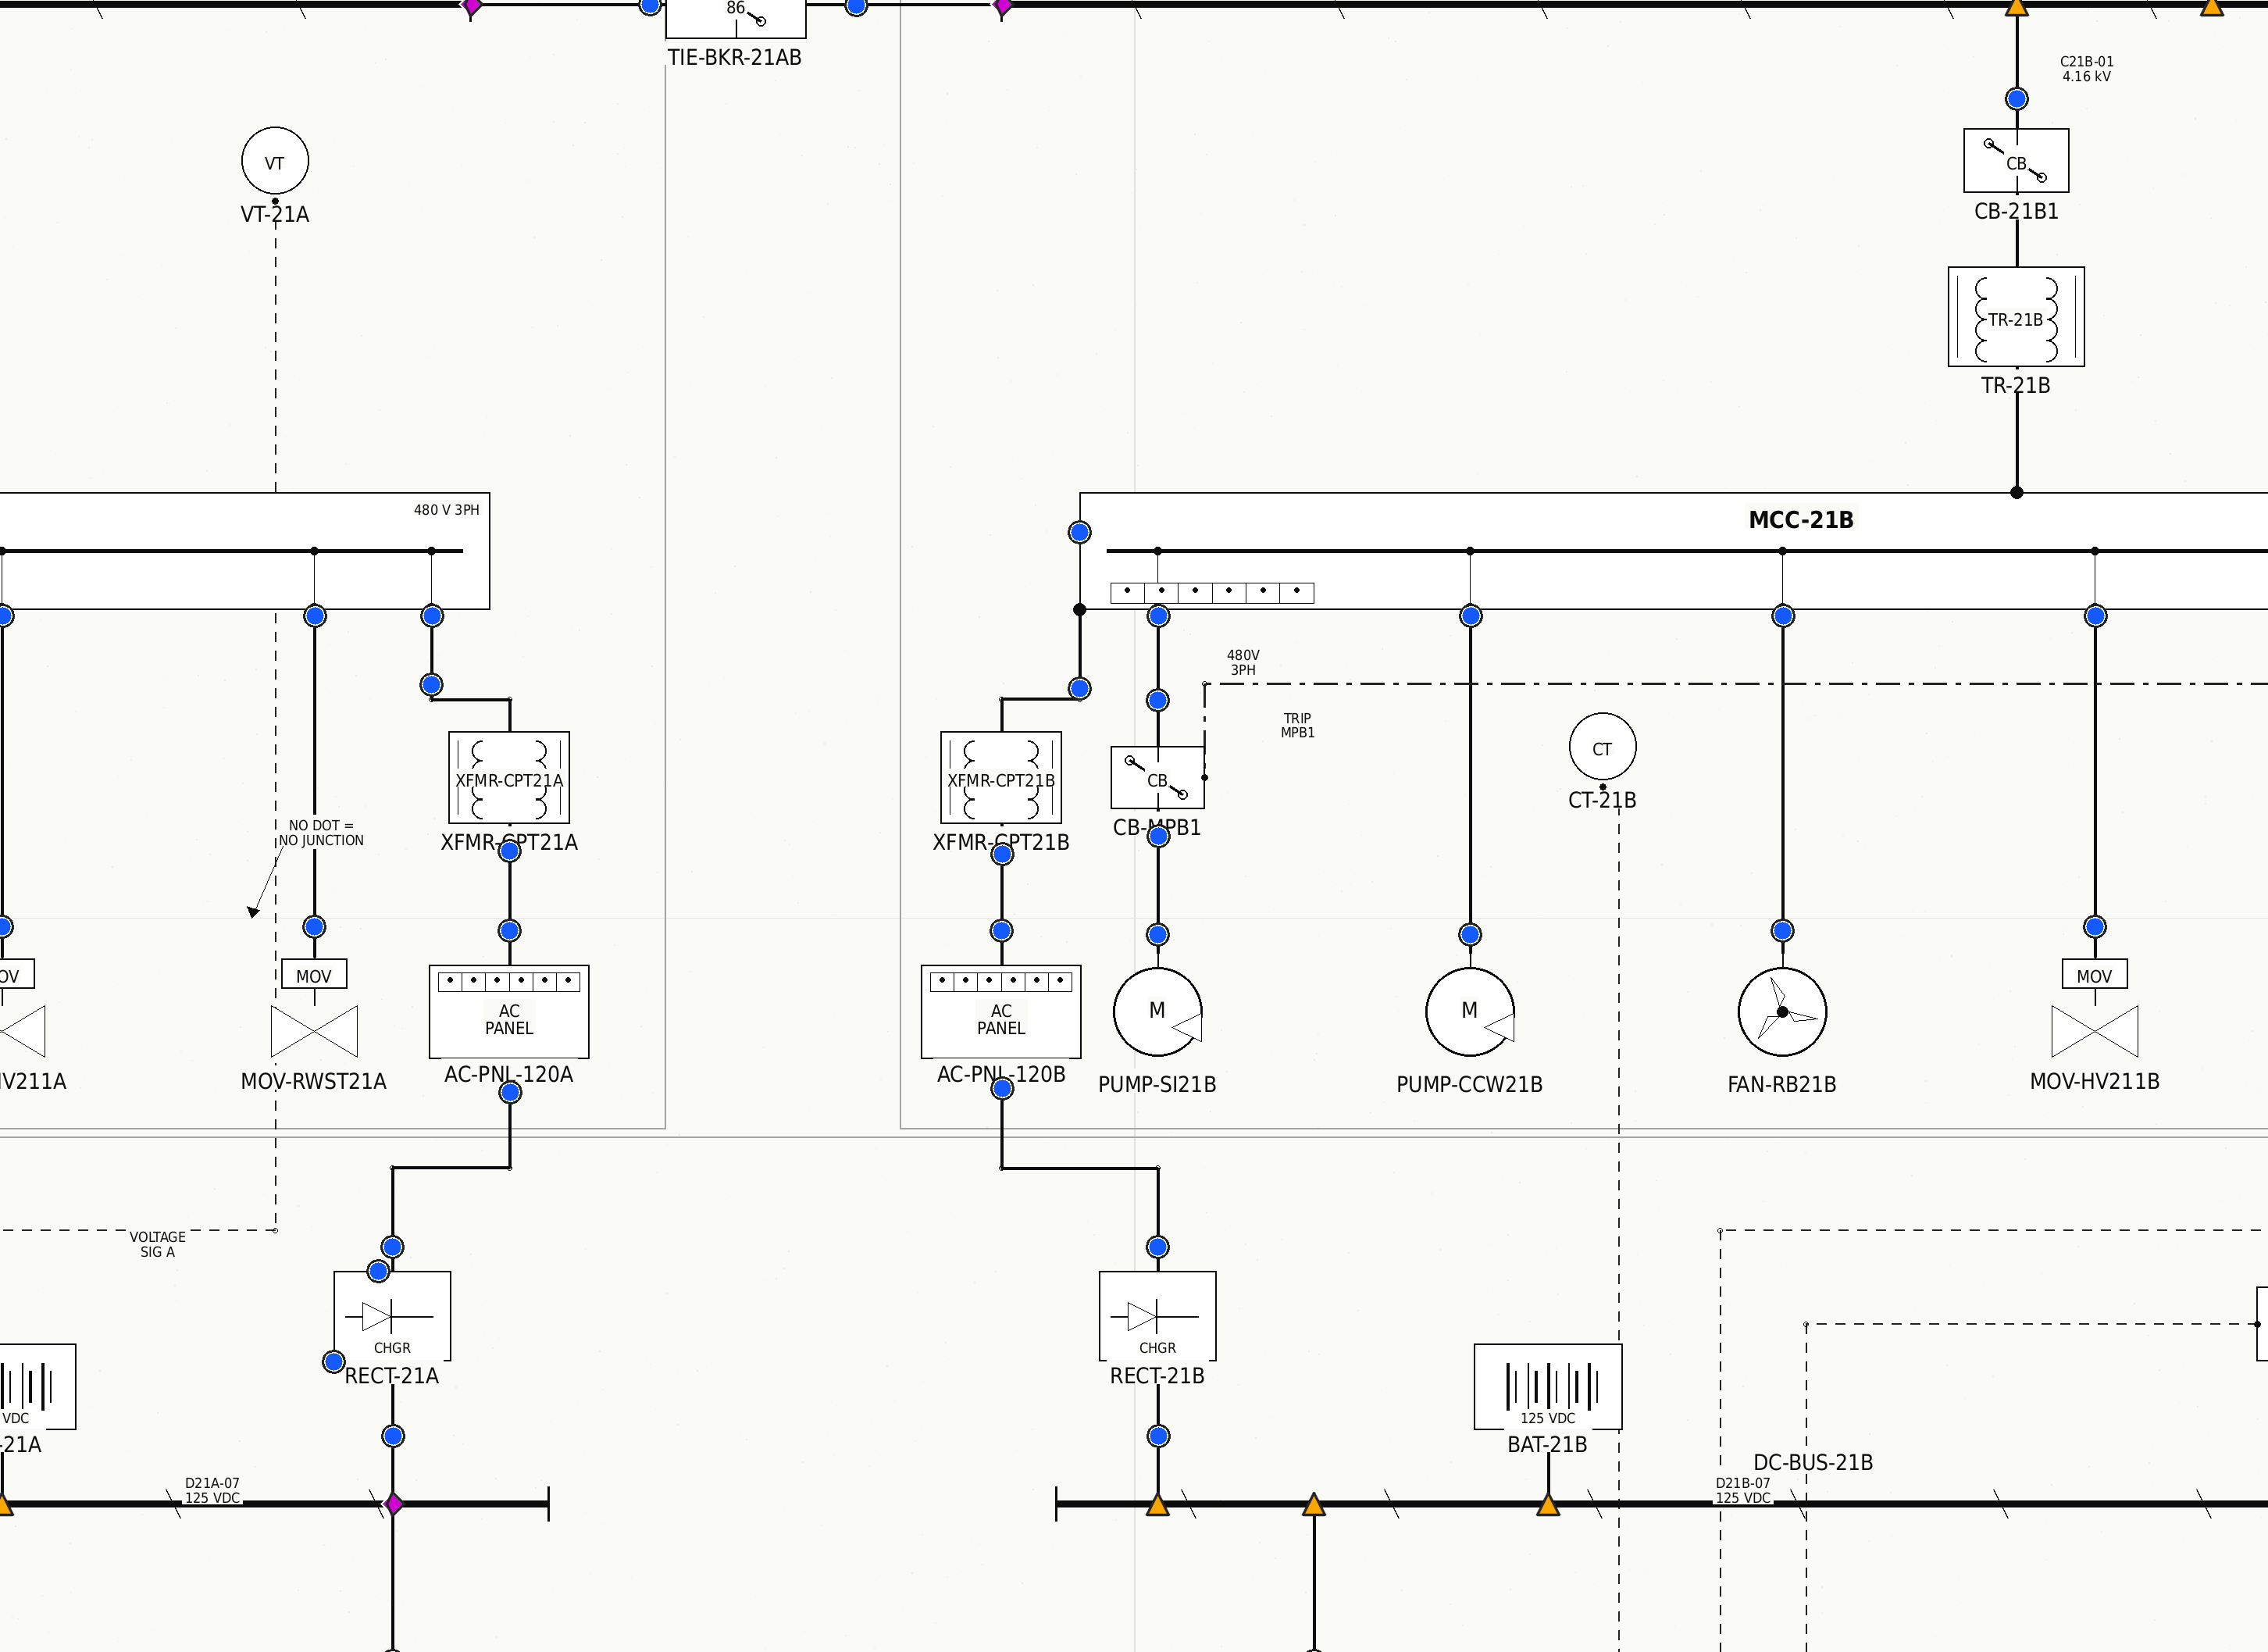 86
TIE-BKR-21AB
C21B-01
4.16 kV
VT
VT-21A
CB
CB-21B1
TR-21B
TR-21B
480 V 3PH
MCC-21B
480V
3PH
TRIP
MPB1
CT
CT-21B
XFMR-CPT21A
XFMR-CPT21A
XFMR-CPT21B
XFMR-CPT21B
CB
CB-MPB1
NO DOT =
NO JUNCTION
OV
V211A
MOV
MOV-RWST21A
AC
PANEL
AC-PNL-120A
AC
PANEL
AC-PNL-120B
M
PUMP-SI21B
M
PUMP-CCW21B
FAN-RB21B
MOV
MOV-HV211B
VOLTAGE
SIG A
CHGR
RECT-21A
CHGR
RECT-21B
VDC
-21A
125 VDC
BAT-21B
DC-BUS-21B
D21A-07
125 VDC
D21B-07
125 VDC